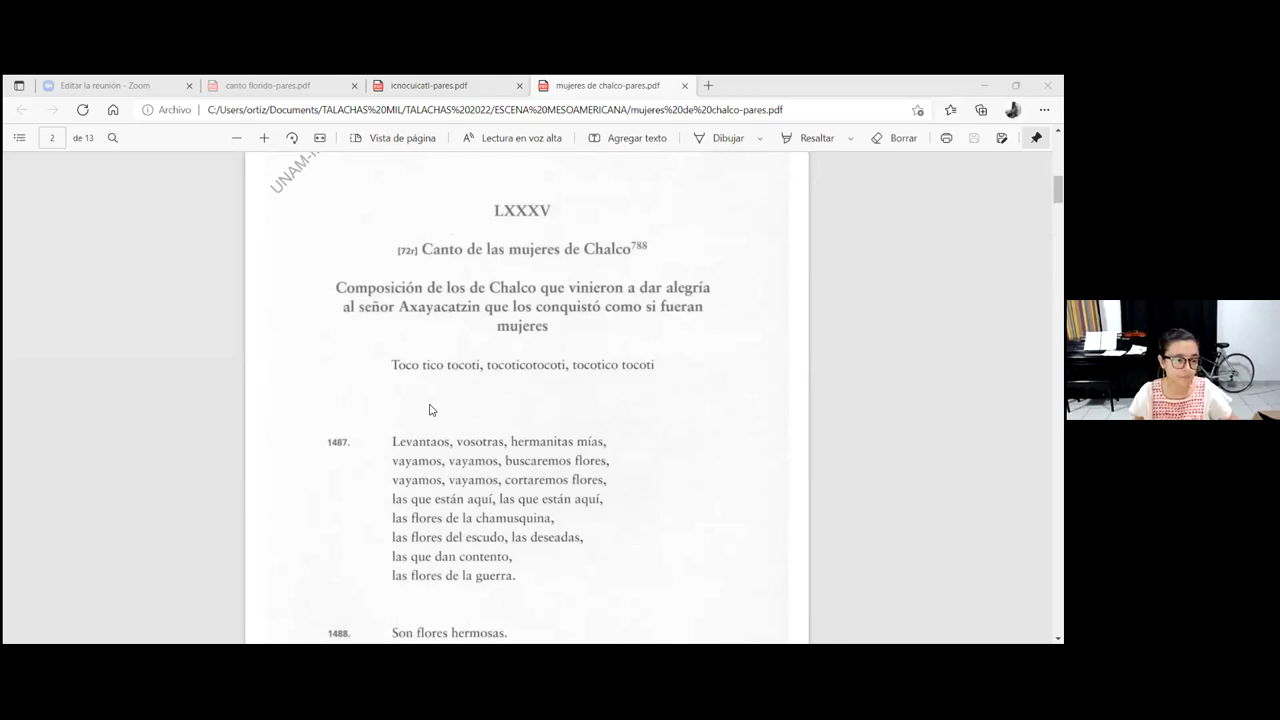 Editar la reunión - Zoom
canto florido-pares.pdf
icnocuicatl-pares.pdf
mujeres de chalco-pares.pdf
Archivo C:/Users/ortiz/Documents/TALACHAS%20MIL/TALACHAS%202022/ESCENA%20MESOAMERICANA/mujeres%20de%20chalco-pares.pdf
2 de 13 Vista de página Lectura en voz alta Agregar texto Dibujar Resaltar Borrar
LXXXV
[72r] Canto de las mujeres de Chalco788
Composición de los de Chalco que vinieron a dar alegría
al señor Axayacatzin que los conquistó como si fueran
mujeres
Toco tico tocoti, tocoticotocoti, tocotico tocoti
1487. Levantaos, vosotras, hermanitas mías,
vayamos, vayamos, buscaremos flores,
vayamos, vayamos, cortaremos flores,
las que están aquí, las que están aquí,
las flores de la chamusquina,
las flores del escudo, las deseadas,
las que dan contento,
las flores de la guerra.
1488. Son flores hermosas.